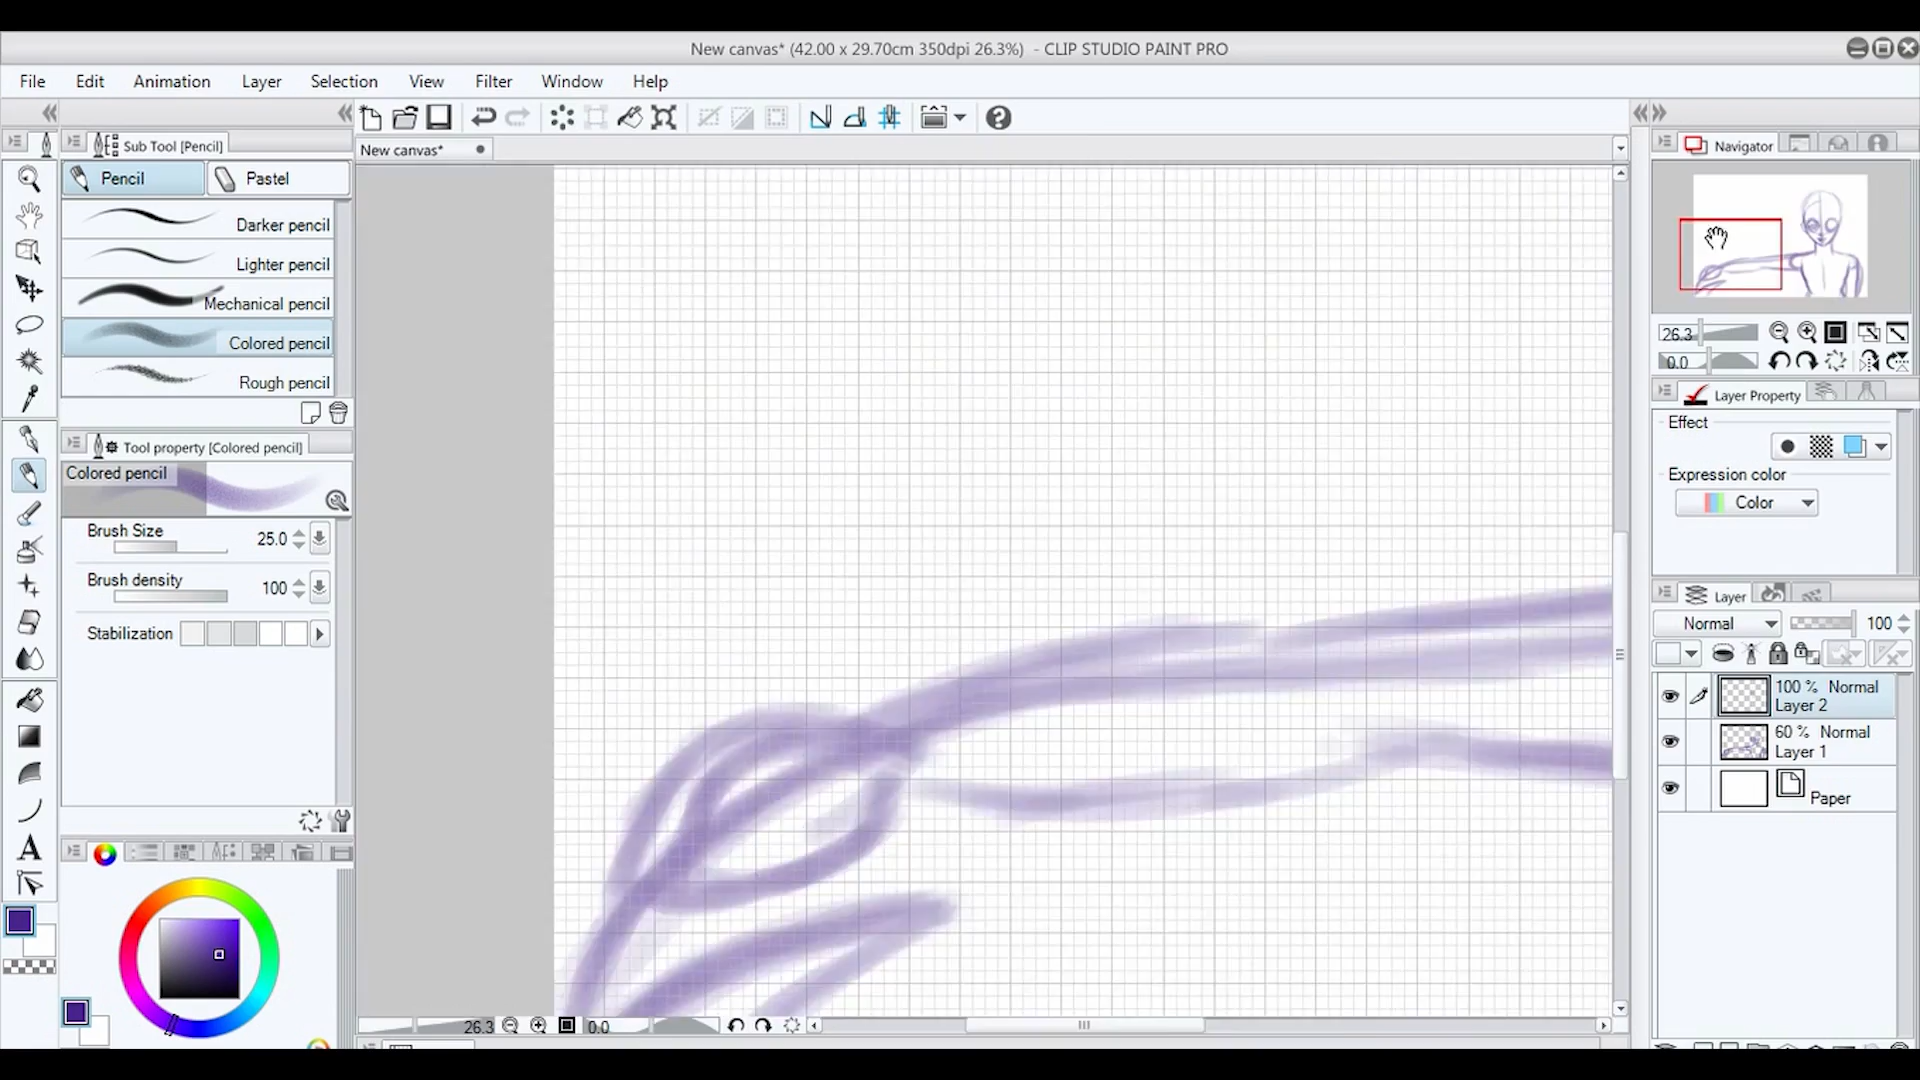 New canvas* (42.00 x 29.70cm 350dpi 26.3%) - CLIP STUDIO PAINT PRO
File Edit Animation Layer Selection View Filter Window Help
Sub Tool [Pencil]
New canvas*
Navigator
Pencil Pastel
Darker pencil
Lighter pencil
Mechanical pencil
Colored pencil
Rough pencil
26.3
0.0
Layer Property
Effect
Expression color
Color
Tool property [Colored pencil]
Colored pencil
Brush Size 25.0
Brush density 100
Stabilization
Layer
Normal 100
100 % Normal
Layer 2
60 % Normal
Layer 1
Paper
A
26.3 0.0